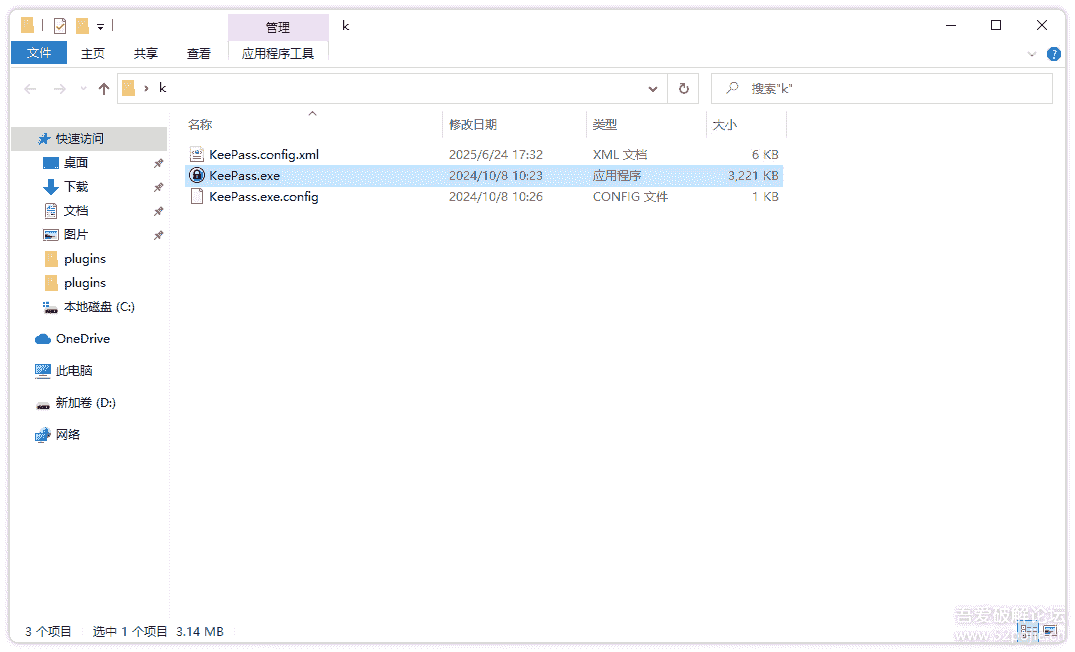 管理 k
文件 主页 共享 查看 应用程序工具
k 搜索"k"
名称 修改日期 类型 大小
快速访问
桌面
下载
文档
图片
plugins
plugins
本地磁盘 (C:)
OneDrive
此电脑
新加卷 (D:)
网络
KeePass.config.xml 2025/6/24 17:32 XML 文档 6 KB
KeePass.exe 2024/10/8 10:23 应用程序 3,221 KB
KeePass.exe.config 2024/10/8 10:26 CONFIG 文件 1 KB
3 个项目 选中 1 个项目 3.14 MB
吾爱破解论坛